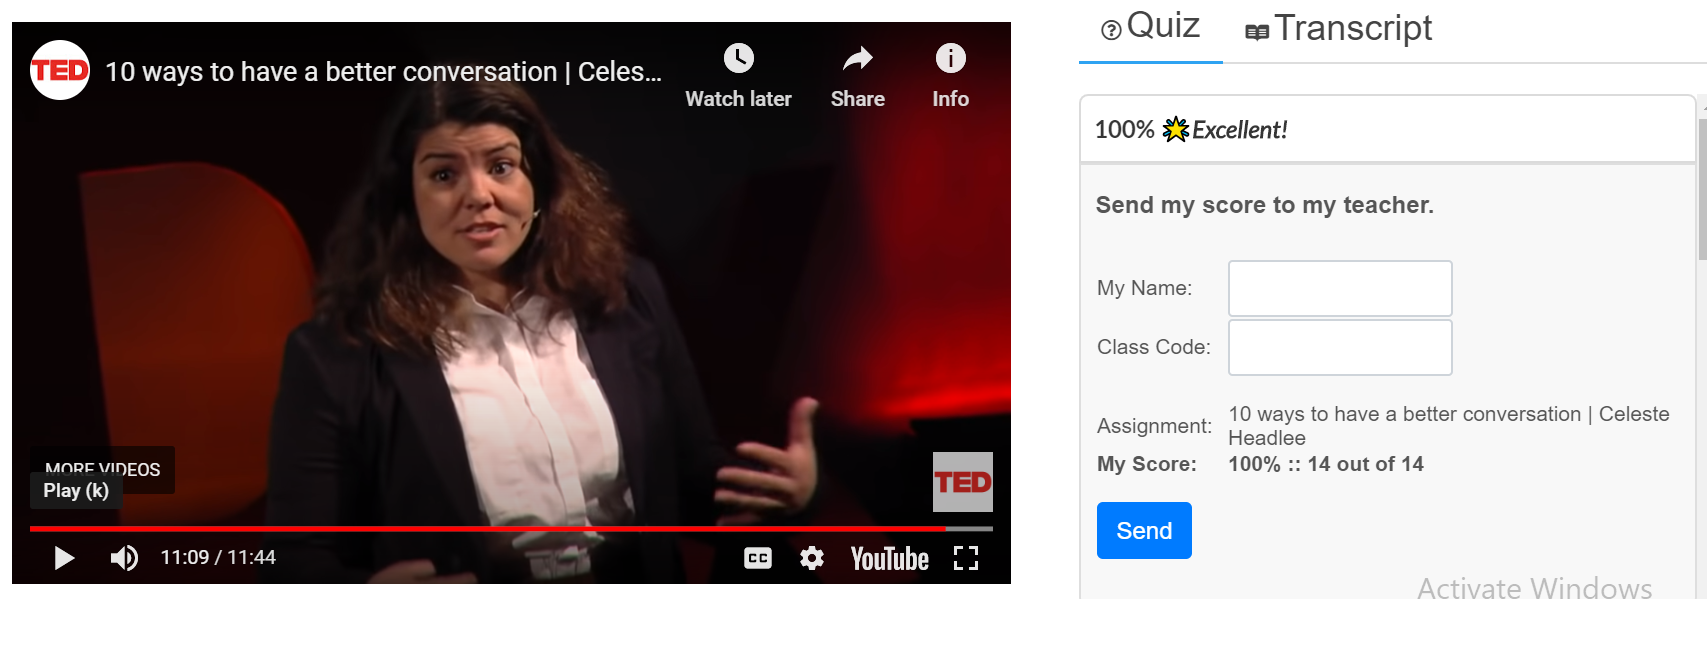 TED
10 ways to have a better conversation | Celes...
Watch later
Share
Info
MORE VIDEOS
Play (k)
TED
11:09 / 11:44
CC
YouTube
Quiz
Transcript
100% Excellent!
Send my score to my teacher.
My Name:
Class Code:
Assignment:
10 ways to have a better conversation | Celeste
Headlee
My Score:
100% :: 14 out of 14
Send
Activate Windows